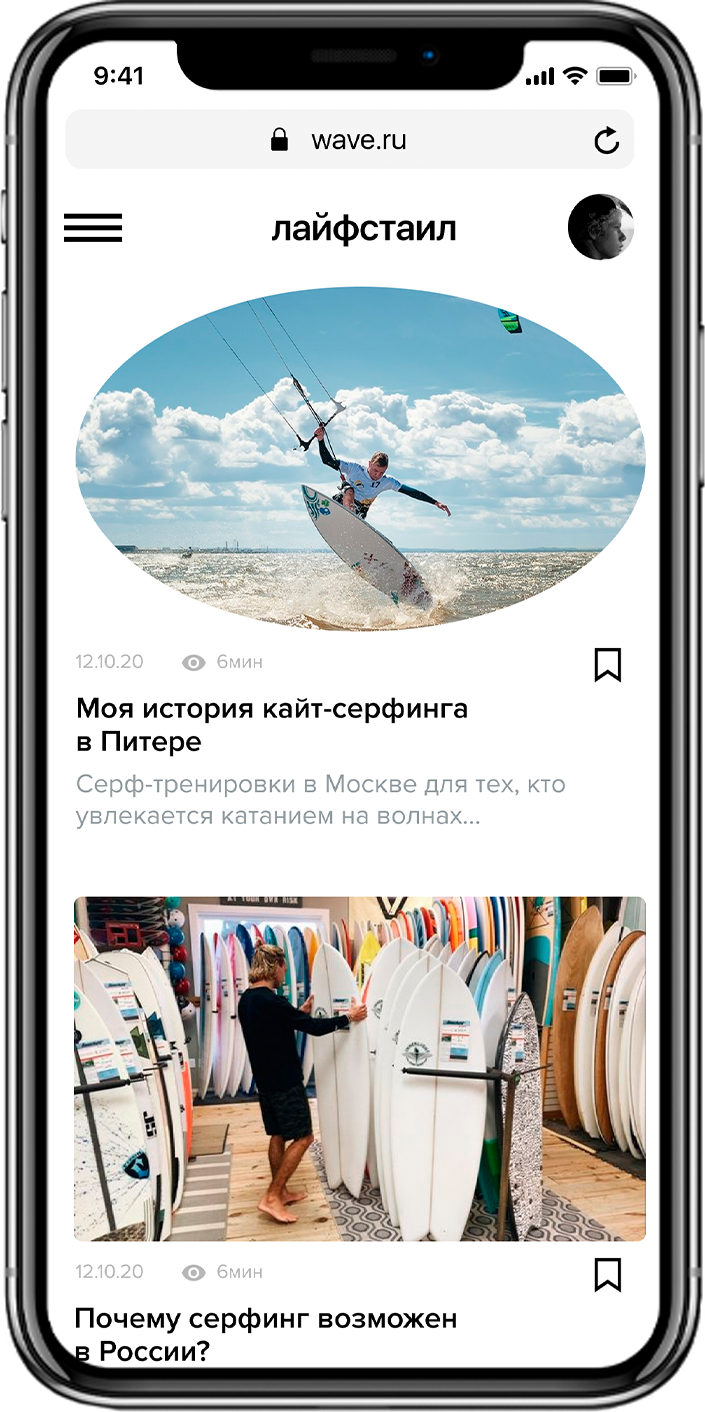 9:41
wave.ru
лайфстаил
12.10.20 6мин
Моя история кайт-серфинга
в Питере
Серф-тренировки в Москве для тех, кто
увлекается катанием на волнах...
AT YOUR OWN RISK
12.10.20 6мин
Почему серфинг возможен
в России?